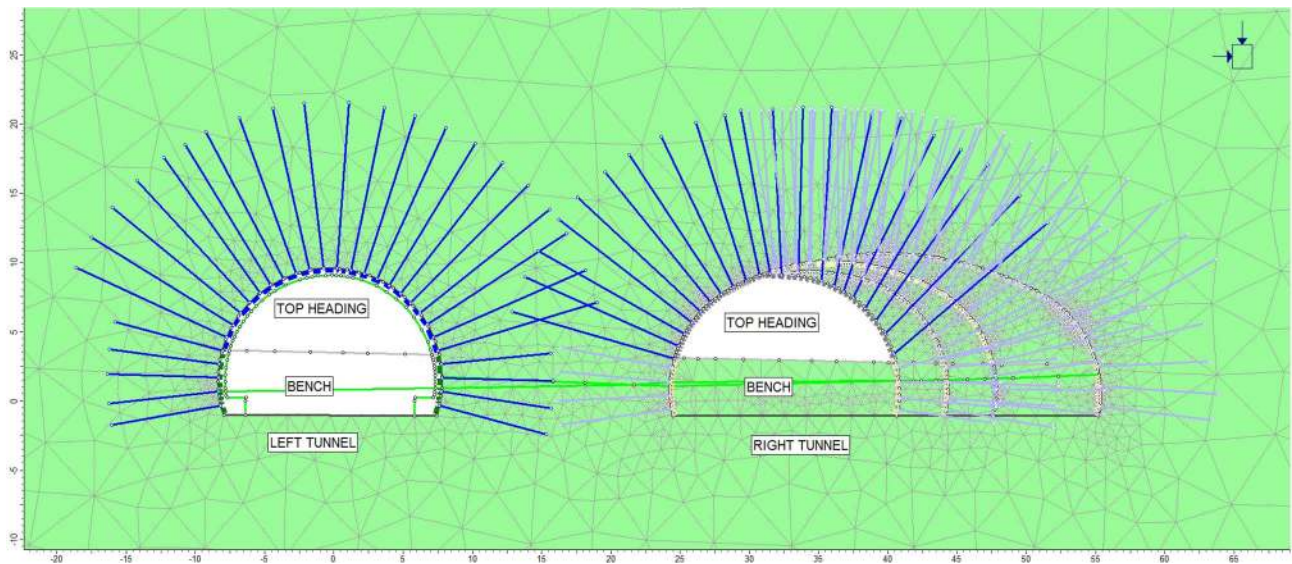 25
20
15
10
5
0
-5
-10
TOP HEADING
BENCH
LEFT TUNNEL
TOP HEADING
BENCH
RIGHT TUNNEL
-20 -15 -10 -5 0 5 10 15 20 25 30 35 40 45 50 55 60 65